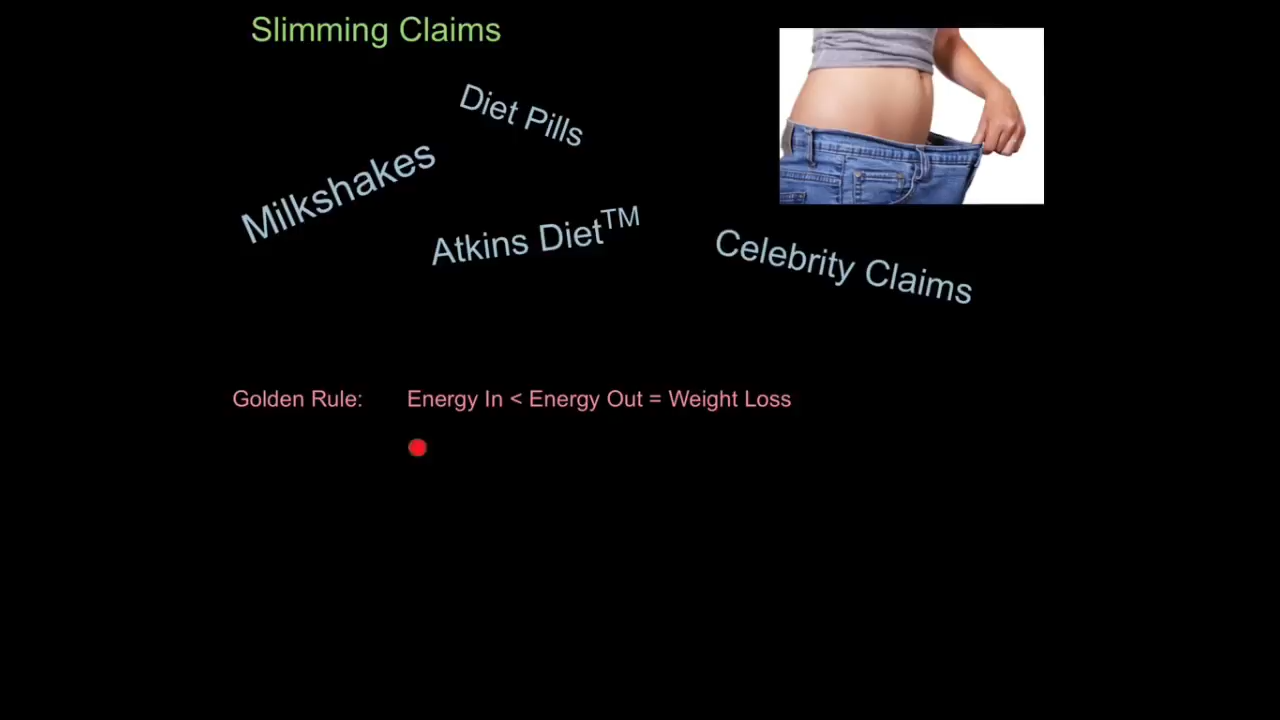 Slimming Claims
Diet Pills
Milkshakes
Atkins Diet™
Celebrity Claims
Golden Rule: Energy In < Energy Out = Weight Loss